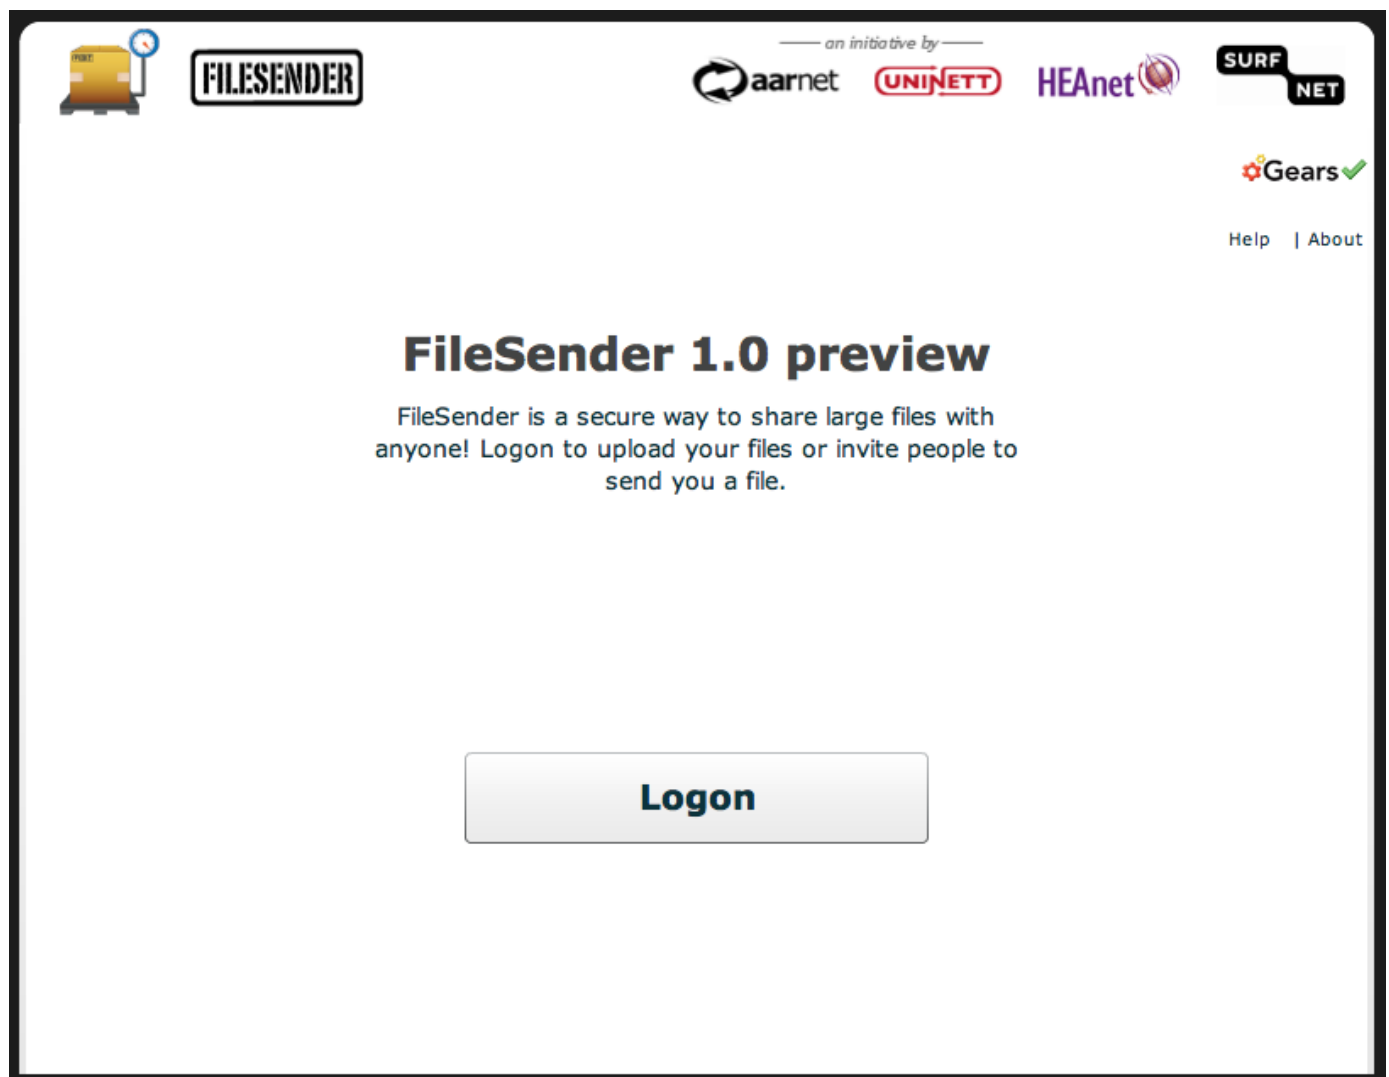 FILESENDER
an initiative by
aarnet
UNINETT
HEAnet
SURF
NET
Gears
Help | About
FileSender 1.0 preview
FileSender is a secure way to share large files with
anyone! Logon to upload your files or invite people to
send you a file.
Logon